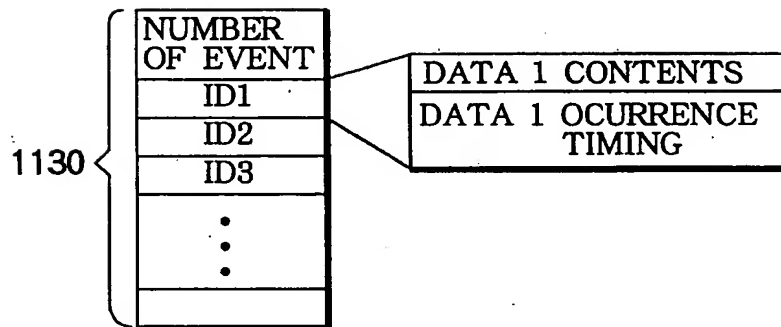 NUMBER
OF EVENT
ID1
ID2
ID3
1130
DATA 1 CONTENTS
DATA 1 OCURRENCE
TIMING